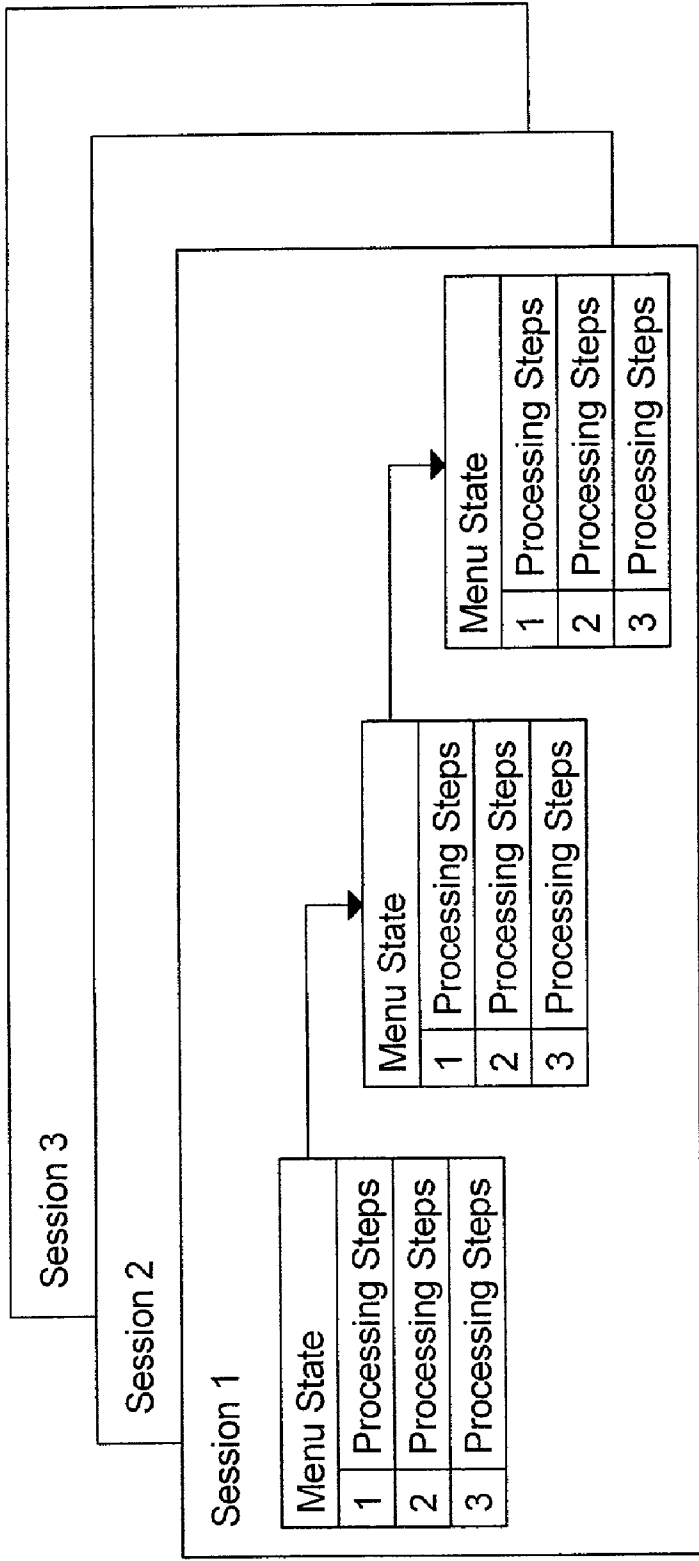 Session 3
Session 2
Session 1
Menu State
1 Processing Steps
2 Processing Steps
3 Processing Steps
Menu State
1 Processing Steps
2 Processing Steps
3 Processing Steps
Menu State
1 Processing Steps
2 Processing Steps
3 Processing Steps